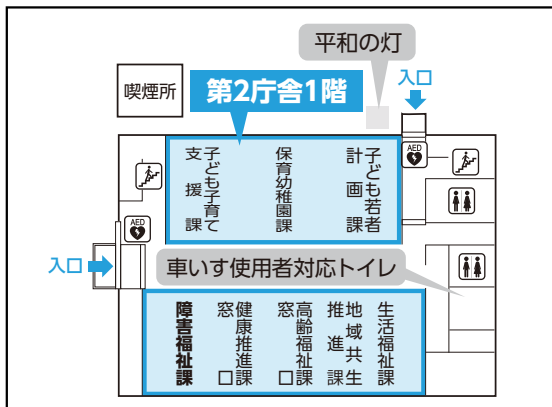 平和の灯
喫煙所
第2庁舎1階
入口
AED
子ども若者
計画課
保育幼稚園課
子ども子育て
支援課
AED
入口
車いす使用者対応トイレ
生活福祉課
地域共生
推進課
高齢福祉課
窓口
健康推進課
窓口
障害福祉課